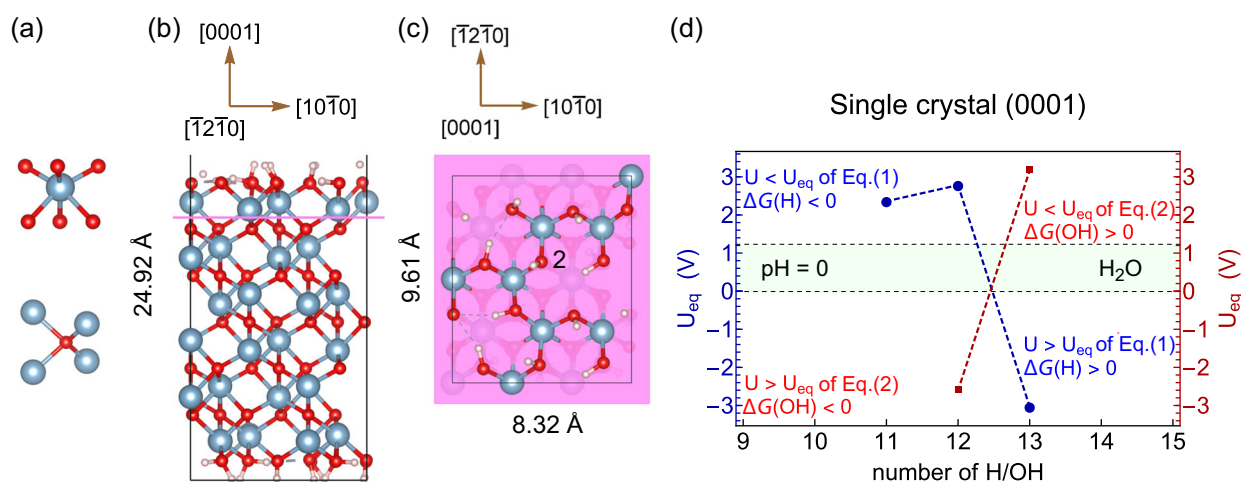 (a)
(b)
[0001]
[101̅0]
[1̅21̅0]
24.92 Å
(c)
[1̅21̅0]
[101̅0]
[0001]
2
9.61 Å
8.32 Å
(d)
Single crystal (0001)
U < Ueq of Eq.(1)
ΔG(H) < 0
U < Ueq of Eq.(2)
ΔG(OH) > 0
pH = 0
H₂O
U > Ueq of Eq.(1)
ΔG(H) > 0
U > Ueq of Eq.(2)
ΔG(OH) < 0
Ueq (V)
3
2
1
0
−1
−2
−3
Ueq (V)
3
2
1
0
−1
−2
−3
9 10 11 12 13 14 15
number of H/OH